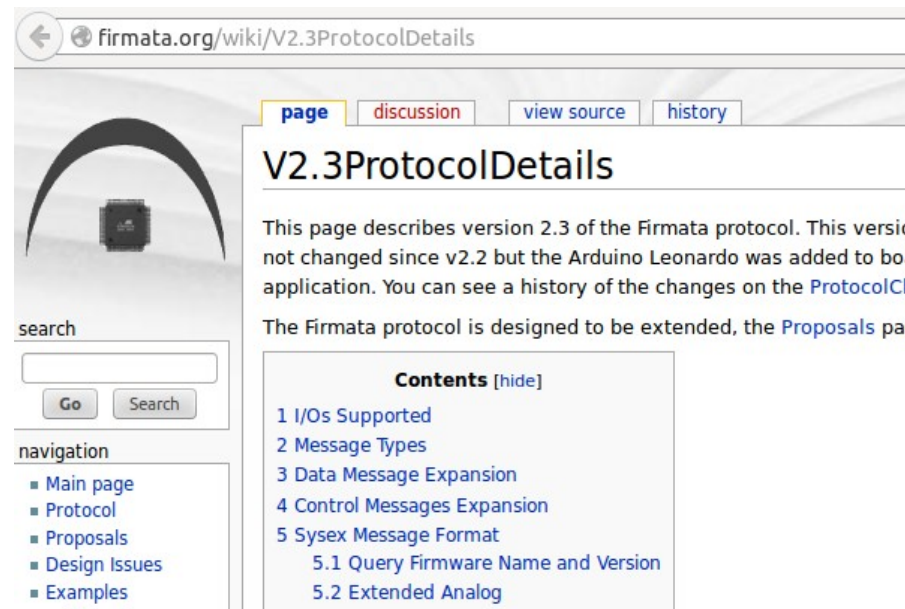 firmata.org/wiki/V2.3ProtocolDetails
page discussion view source history
V2.3ProtocolDetails
This page describes version 2.3 of the Firmata protocol. This
not changed since v2.2 but the Arduino Leonardo was added to
application. You can see a history of the changes on the
The Firmata protocol is designed to be extended, the Proposals
search
Go Search
navigation
Main page
Protocol
Proposals
Design Issues
Examples
Contents [hide]
1 I/Os Supported
2 Message Types
3 Data Message Expansion
4 Control Messages Expansion
5 Sysex Message Format
5.1 Query Firmware Name and Version
5.2 Extended Analog